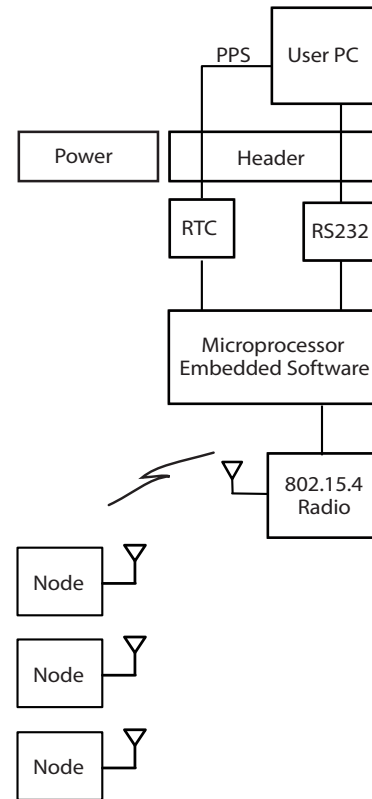 PPS
User PC
Power
Header
RTC
RS232
Microprocessor
Embedded Software
802.15.4
Radio
Node
Node
Node